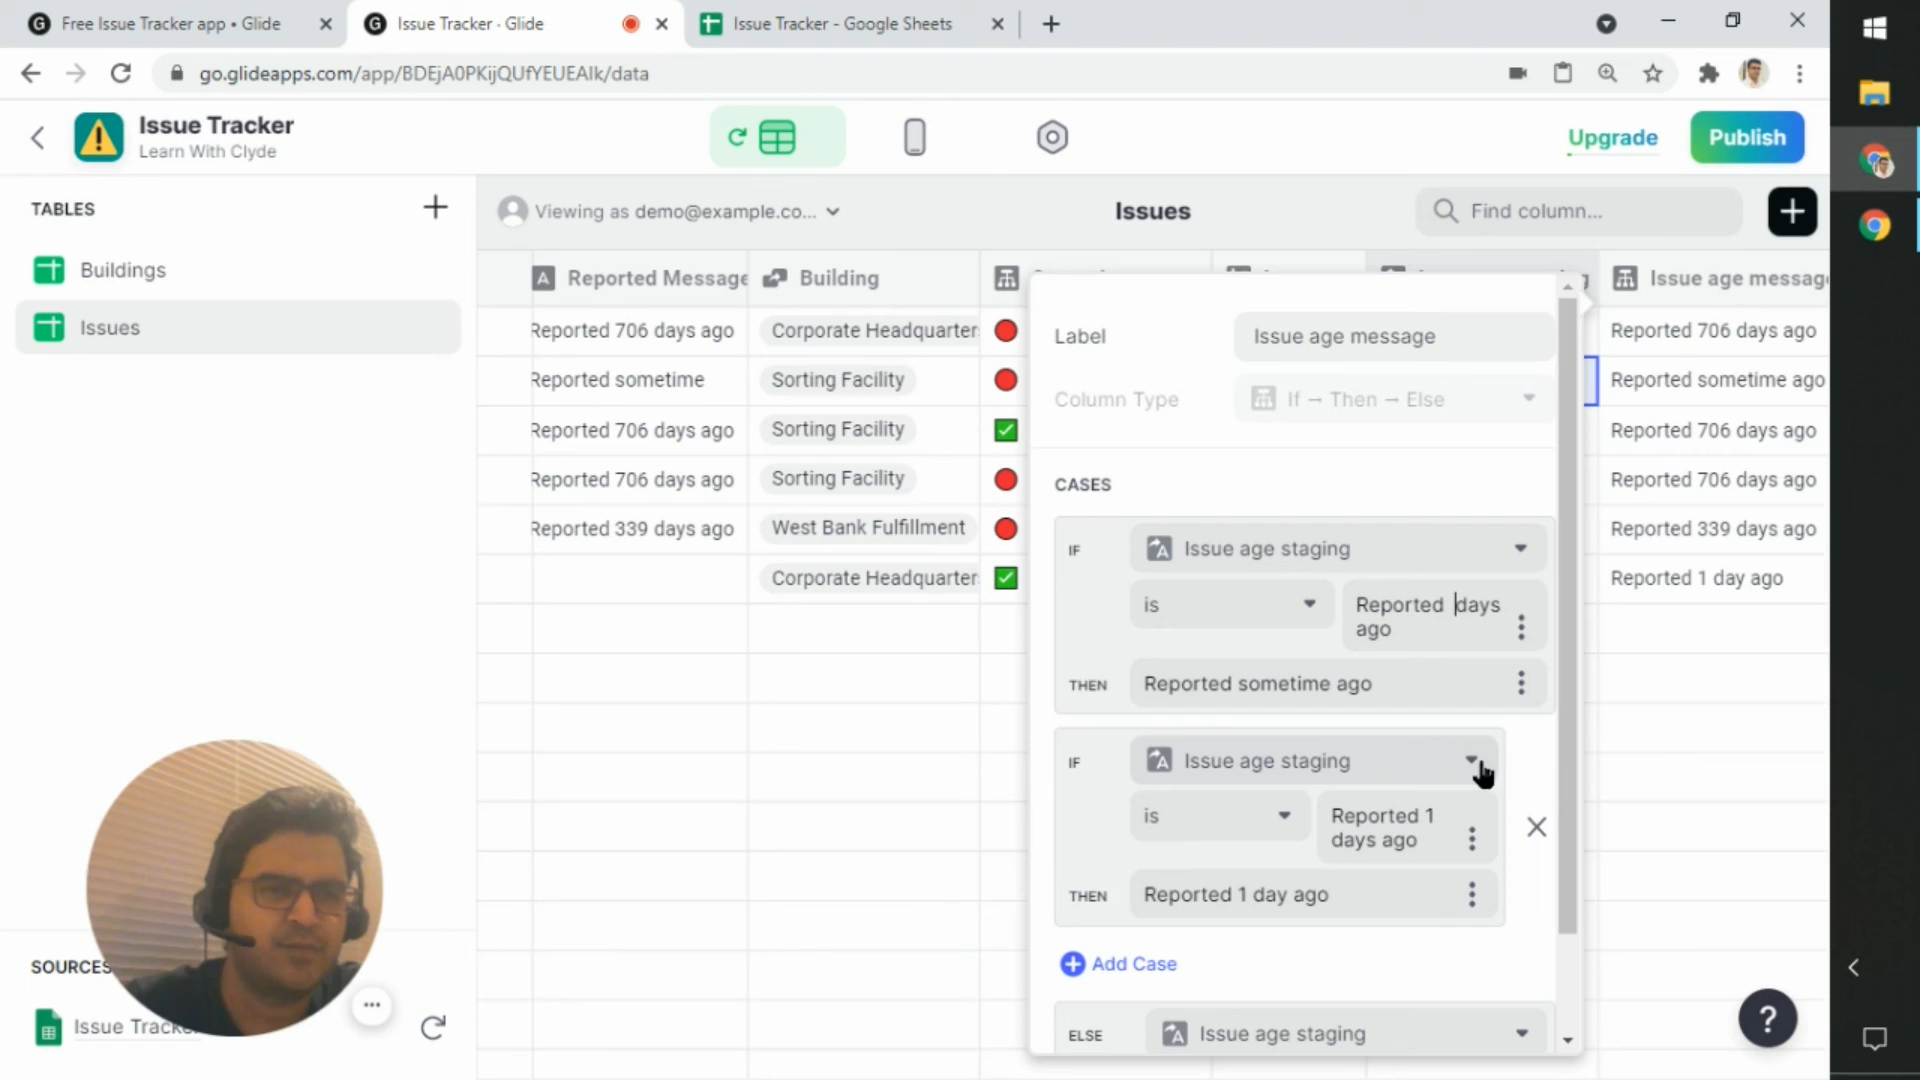 Free Issue Tracker app • Glide
Issue Tracker · Glide
Issue Tracker - Google Sheets
go.glideapps.com/app/BDEjA0PKijQUfYEUEAIk/data
Issue Tracker
Learn With Clyde
Upgrade
Publish
TABLES
Buildings
Issues
Viewing as demo@example.co...
Issues
Find column...
Reported Message
Building
Issue age message
Reported 706 days ago
Corporate Headquarter
Reported 706 days ago
Reported sometime
Sorting Facility
Reported sometime ago
Reported 706 days ago
Sorting Facility
Reported 706 days ago
Reported 706 days ago
Sorting Facility
Reported 706 days ago
Reported 339 days ago
West Bank Fulfillment
Reported 339 days ago
Corporate Headquarter
Reported 1 day ago
Label
Issue age message
Column Type
If → Then → Else
CASES
IF
Issue age staging
is
Reported days
ago
THEN
Reported sometime ago
IF
Issue age staging
is
Reported 1
days ago
THEN
Reported 1 day ago
Add Case
ELSE
Issue age staging
SOURCES
Issue Tracke
?